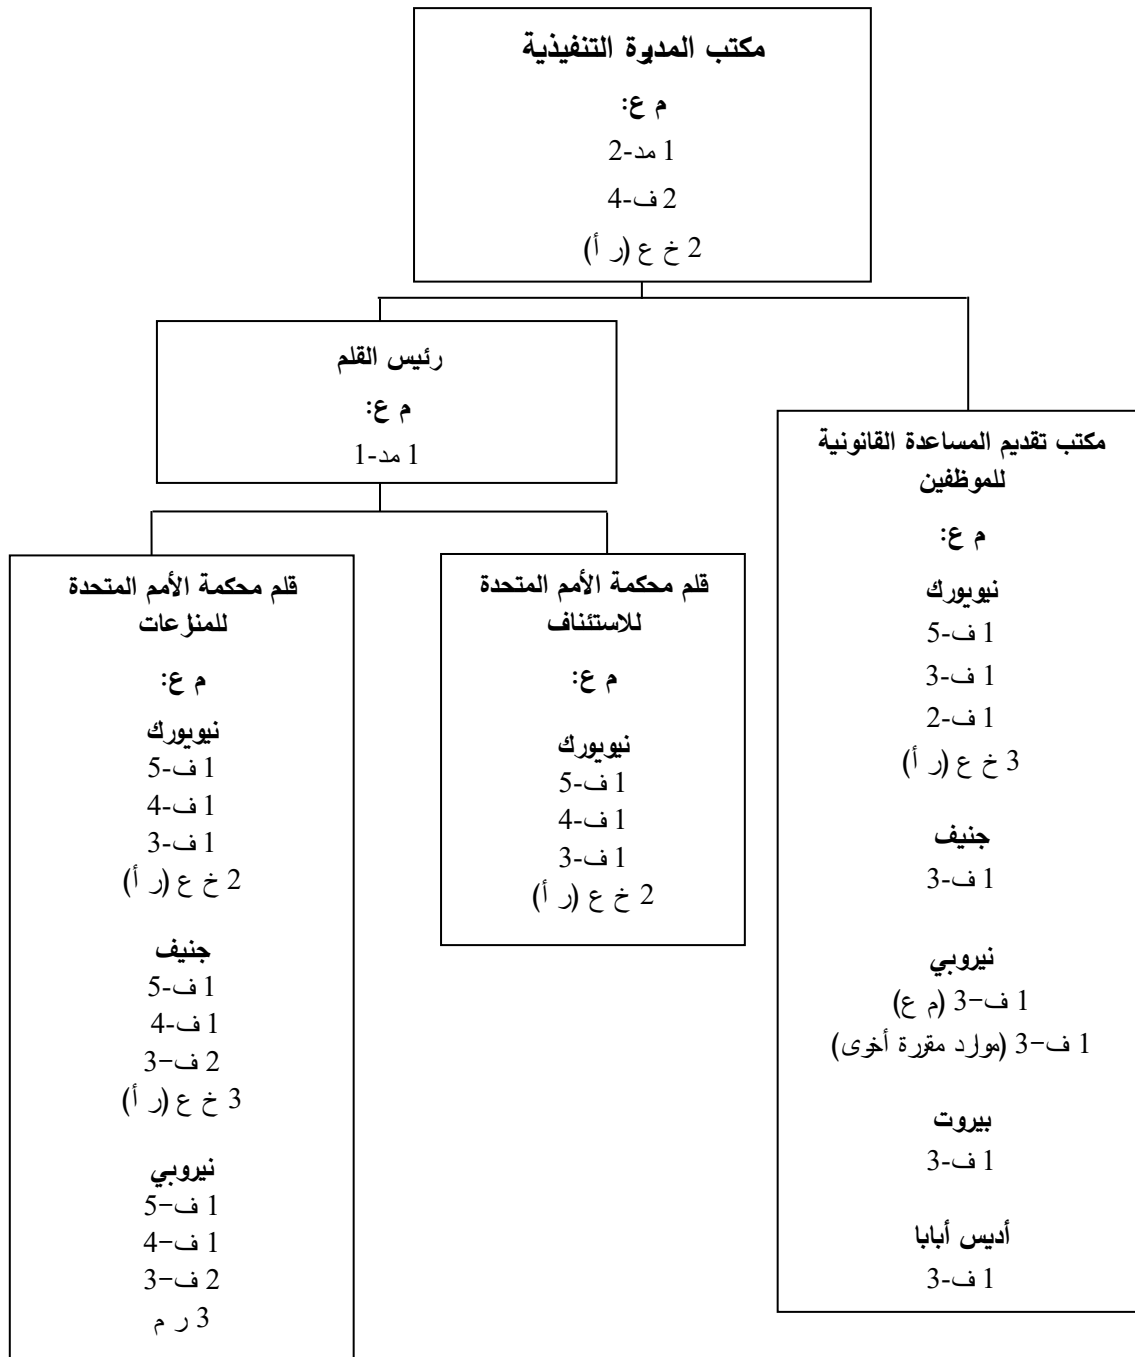 مكتب المديرة التنفيذية
م ع:
1 مد-2
2 ف-4
2 خ ع (ر أ)
رئيس القلم
م ع:
1 مد-1
قلم محكمة الأمم المتحدة
للمنازعات
م ع:
نيويورك
1 ف-5
1 ف-4
1 ف-3
2 خ ع (ر أ)
جنيف
1 ف-5
1 ف-4
2 ف-3
3 خ ع (ر أ)
نيروبي
1 ف-5
1 ف-4
2 ف-3
3 ر م
قلم محكمة الأمم المتحدة
للاستئناف
م ع:
نيويورك
1 ف-5
1 ف-4
1 ف-3
2 خ ع (ر أ)
مكتب تقديم المساعدة القانونية
للموظفين
م ع:
نيويورك
1 ف-5
1 ف-3
1 ف-2
3 خ ع (ر أ)
جنيف
1 ف-3
نيروبي
1 ف-3 (م ع)
1 ف-3 (موارد مقررة أخرى)
بيروت
1 ف-3
أديس أبابا
1 ف-3